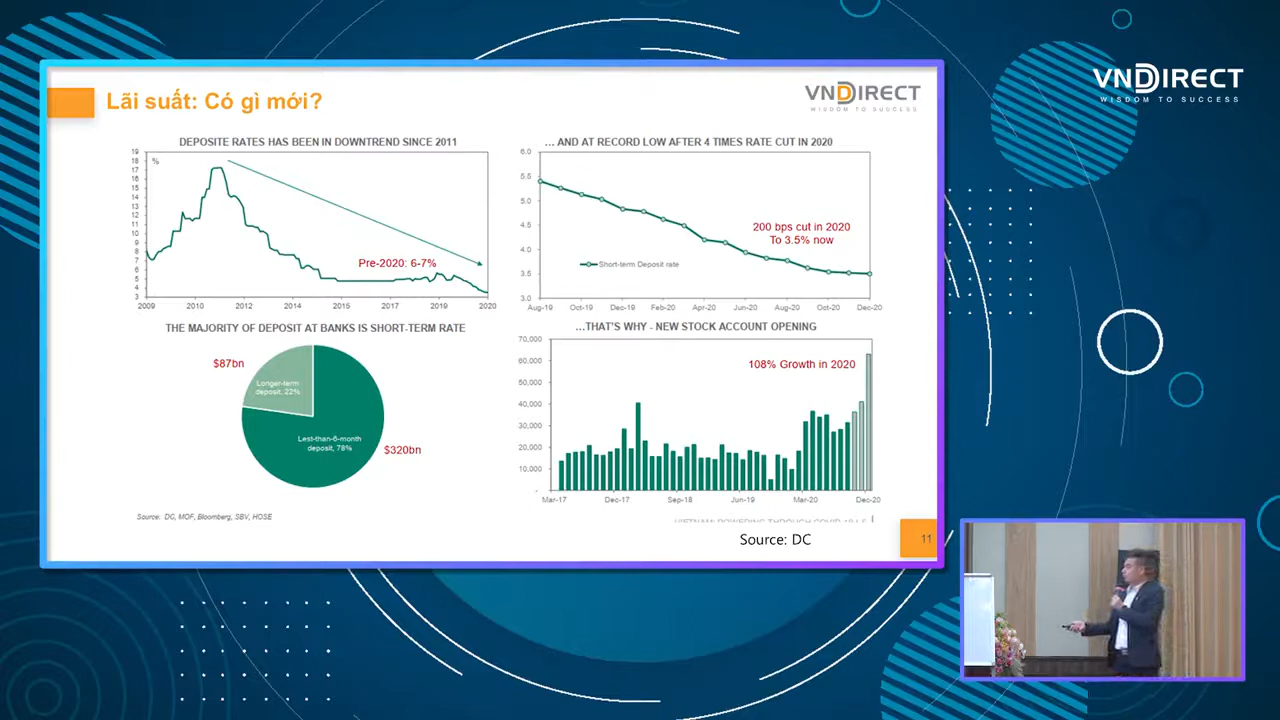 VNDIRECT
WISDOM TO SUCCESS
Lãi suất: Có gì mới?
VNDIRECT
WISDOM TO SUCCESS
DEPOSITE RATES HAS BEEN IN DOWNTREND SINCE 2011
%
19
18
17
16
15
14
13
12
11
10
9
8
7
6
5
4
3
Pre-2020: 6-7%
2009 2010 2012 2014 2015 2017 2019 2020
... AND AT RECORD LOW AFTER 4 TIMES RATE CUT IN 2020
6.0
5.5
5.0
4.5
4.0
3.5
3.0
200 bps cut in 2020
To 3.5% now
Short-term Deposit rate
Aug-19 Oct-19 Dec-19 Feb-20 Apr-20 Jun-20 Aug-20 Oct-20 Dec-20
THE MAJORITY OF DEPOSIT AT BANKS IS SHORT-TERM RATE
$87bn
Longer-term
deposit, 22%
Lest-than-6-month
deposit, 78%
$320bn
...THAT'S WHY - NEW STOCK ACCOUNT OPENING
70,000
60,000
50,000
40,000
30,000
20,000
10,000
-
108% Growth in 2020
Mar-17 Dec-17 Sep-18 Jun-19 Mar-20 Dec-20
Source: DC, MOF, Bloomberg, SBV, HOSE
Source: DC
11